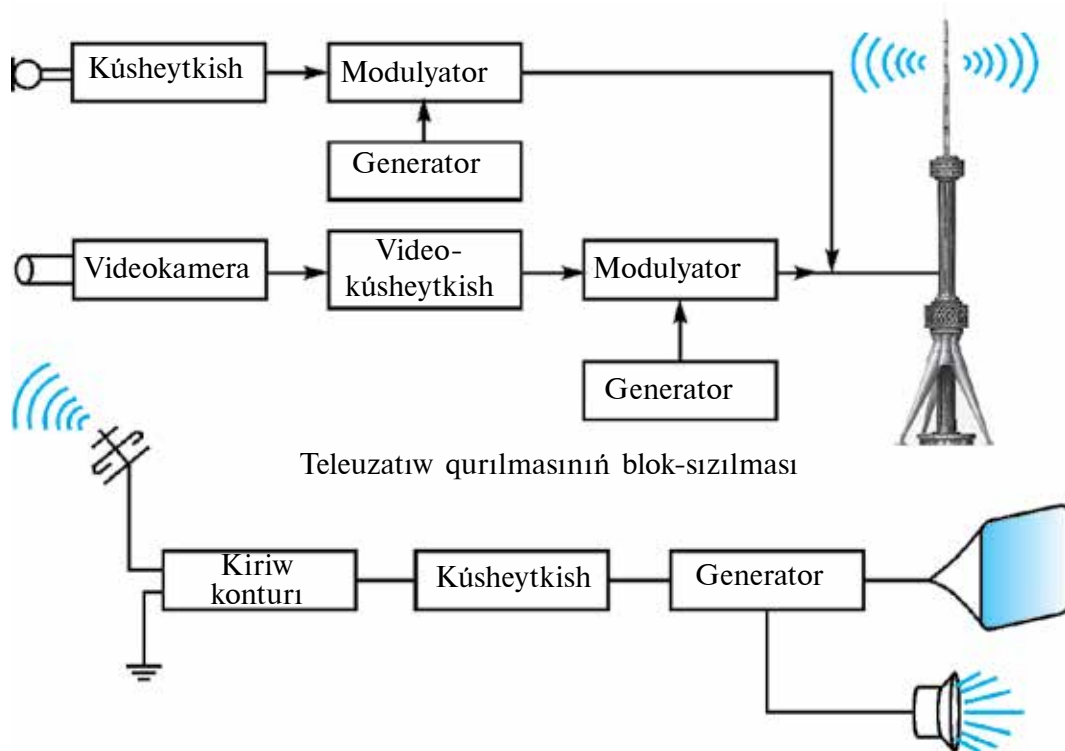 Kúsheytkish
Modulyator
Generator
Videokamera
Video-
kúsheytkish
Modulyator
Generator
Teleuzatıw qurılmasınıń blok-sızılması
Kiriw
konturı
Kúsheytkish
Generator